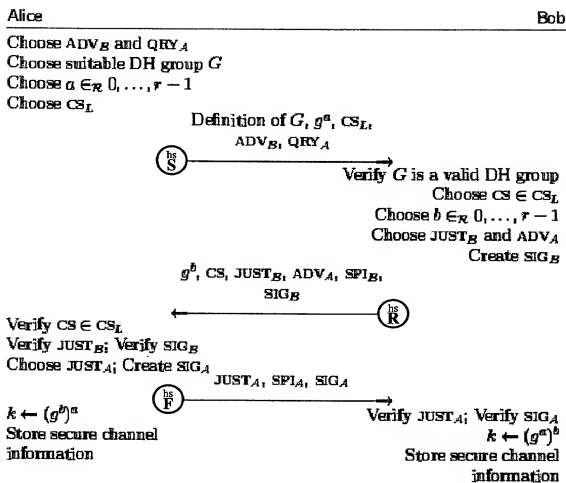 Alice Bob
Choose ADV_B and QRY_A
Choose suitable DH group G
Choose a ∈_R 0, . . . , r − 1
Choose CS_L
Definition of G, g^a, CS_L,
ADV_B, QRY_A
hs
S
Verify G is a valid DH group
Choose CS ∈ CS_L
Choose b ∈_R 0, . . . , r − 1
Choose JUST_B and ADV_A
Create SIG_B
g^b, CS, JUST_B, ADV_A, SPI_B,
SIG_B
hs
R
Verify CS ∈ CS_L
Verify JUST_B; Verify SIG_B
Choose JUST_A; Create SIG_A
JUST_A, SPI_A, SIG_A
hs
F
k ← (g^b)^a
Store secure channel
information
Verify JUST_A; Verify SIG_A
k ← (g^a)^b
Store secure channel
information